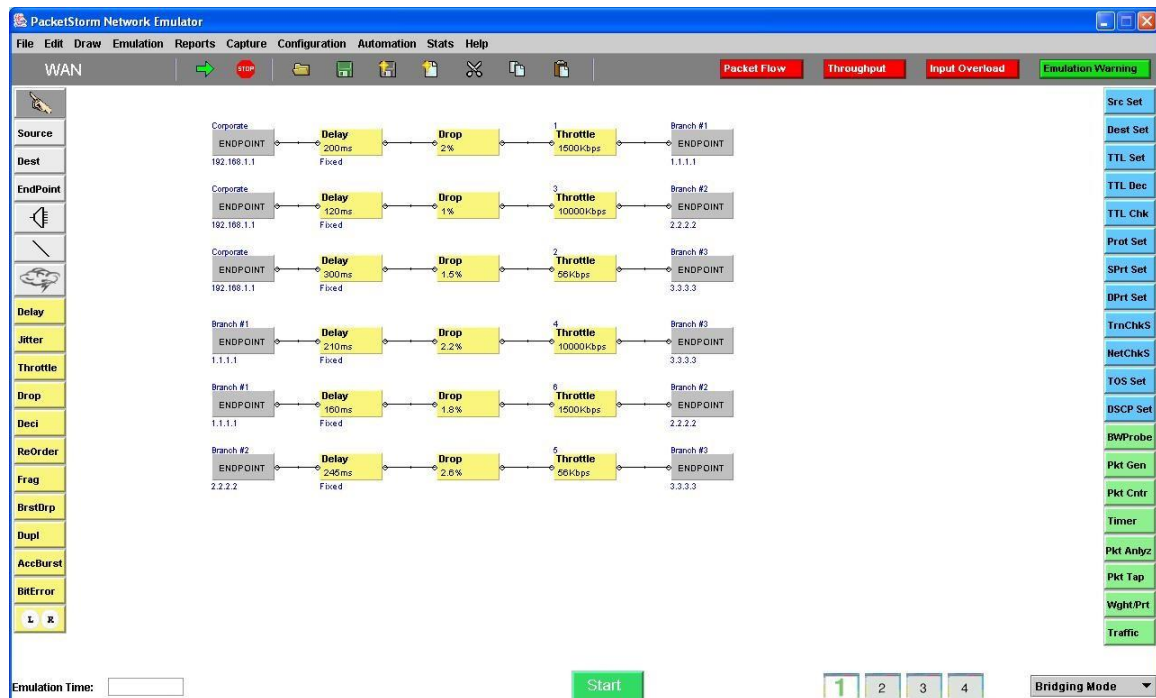 PacketStorm Network Emulator
File Edit Draw Emulation Reports Capture Configuration Automation Stats Help
WAN STOP Packet Flow Throughput Input Overload Emulation Warning
Source
Dest
EndPoint
Delay
Jitter
Throttle
Drop
Deci
ReOrder
Frag
BrstDrp
Dupl
AccBurst
BitError
L R
Corporate 1 Branch #1
ENDPOINT Delay Drop Throttle ENDPOINT
200ms 2% 1500Kbps
192.168.1.1 Fixed 1.1.1.1
Corporate 3 Branch #2
ENDPOINT Delay Drop Throttle ENDPOINT
120ms 1% 10000Kbps
192.168.1.1 Fixed 2.2.2.2
Corporate 2 Branch #3
ENDPOINT Delay Drop Throttle ENDPOINT
300ms 1.5% 56Kbps
192.168.1.1 Fixed 3.3.3.3
Branch #1 4 Branch #3
ENDPOINT Delay Drop Throttle ENDPOINT
210ms 2.2% 10000Kbps
1.1.1.1 Fixed 3.3.3.3
Branch #1 6 Branch #2
ENDPOINT Delay Drop Throttle ENDPOINT
160ms 1.8% 1500Kbps
1.1.1.1 Fixed 2.2.2.2
Branch #2 5 Branch #3
ENDPOINT Delay Drop Throttle ENDPOINT
245ms 2.6% 56Kbps
2.2.2.2 Fixed 3.3.3.3
Src Set
Dest Set
TTL Set
TTL Dec
TTL Chk
Prot Set
SPrt Set
DPrt Set
TrnChkS
NetChkS
TOS Set
DSCP Set
BWProbe
Pkt Gen
Pkt Cntr
Timer
Pkt Anlyz
Pkt Tap
Wght/Prt
Traffic
Emulation Time: Start 1 2 3 4 Bridging Mode